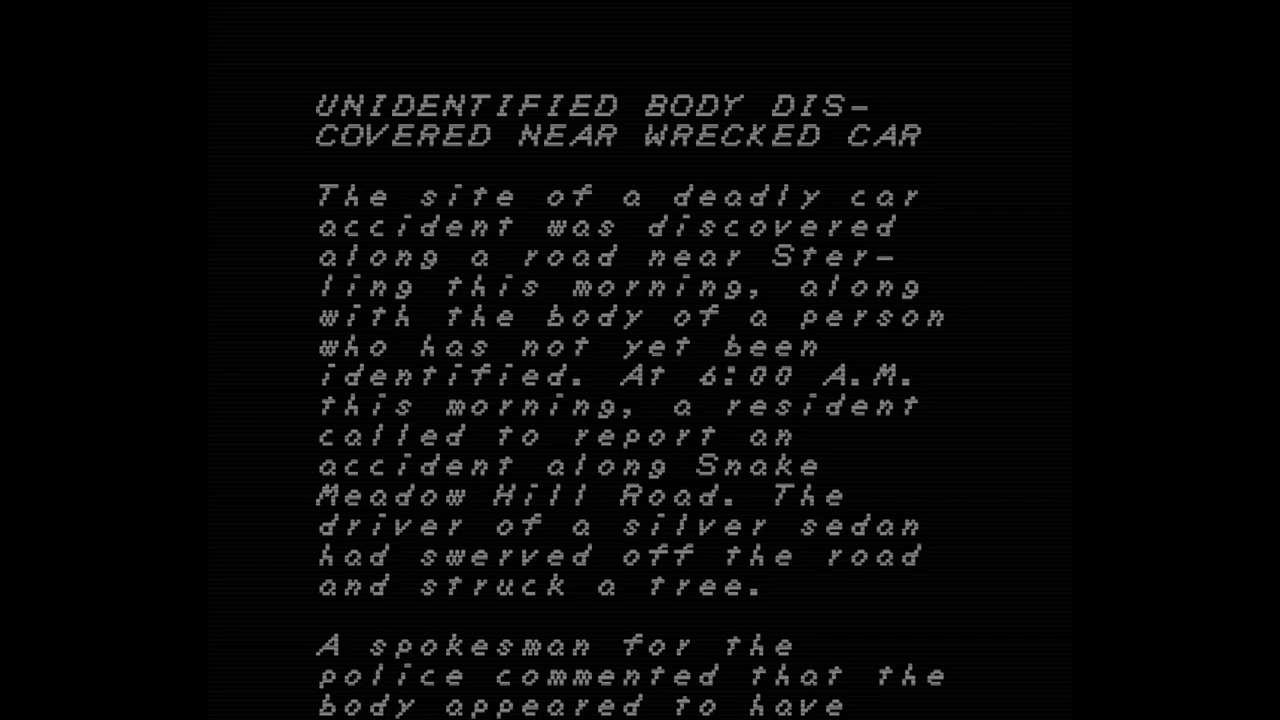 UNIDENTIFIED BODY DIS-
COVERED NEAR WRECKED CAR
The site of a deadly car
accident was discovered
along a road near Ster-
ling this morning, along
with the body of a person
who has not yet been
identified. At 6:00 A.M.
this morning, a resident
called to report an
accident along Snake
Meadow Hill Road. The
driver of a silver sedan
had swerved off the road
and struck a tree.
A spokesman for the
police commented that the
body appeared to have